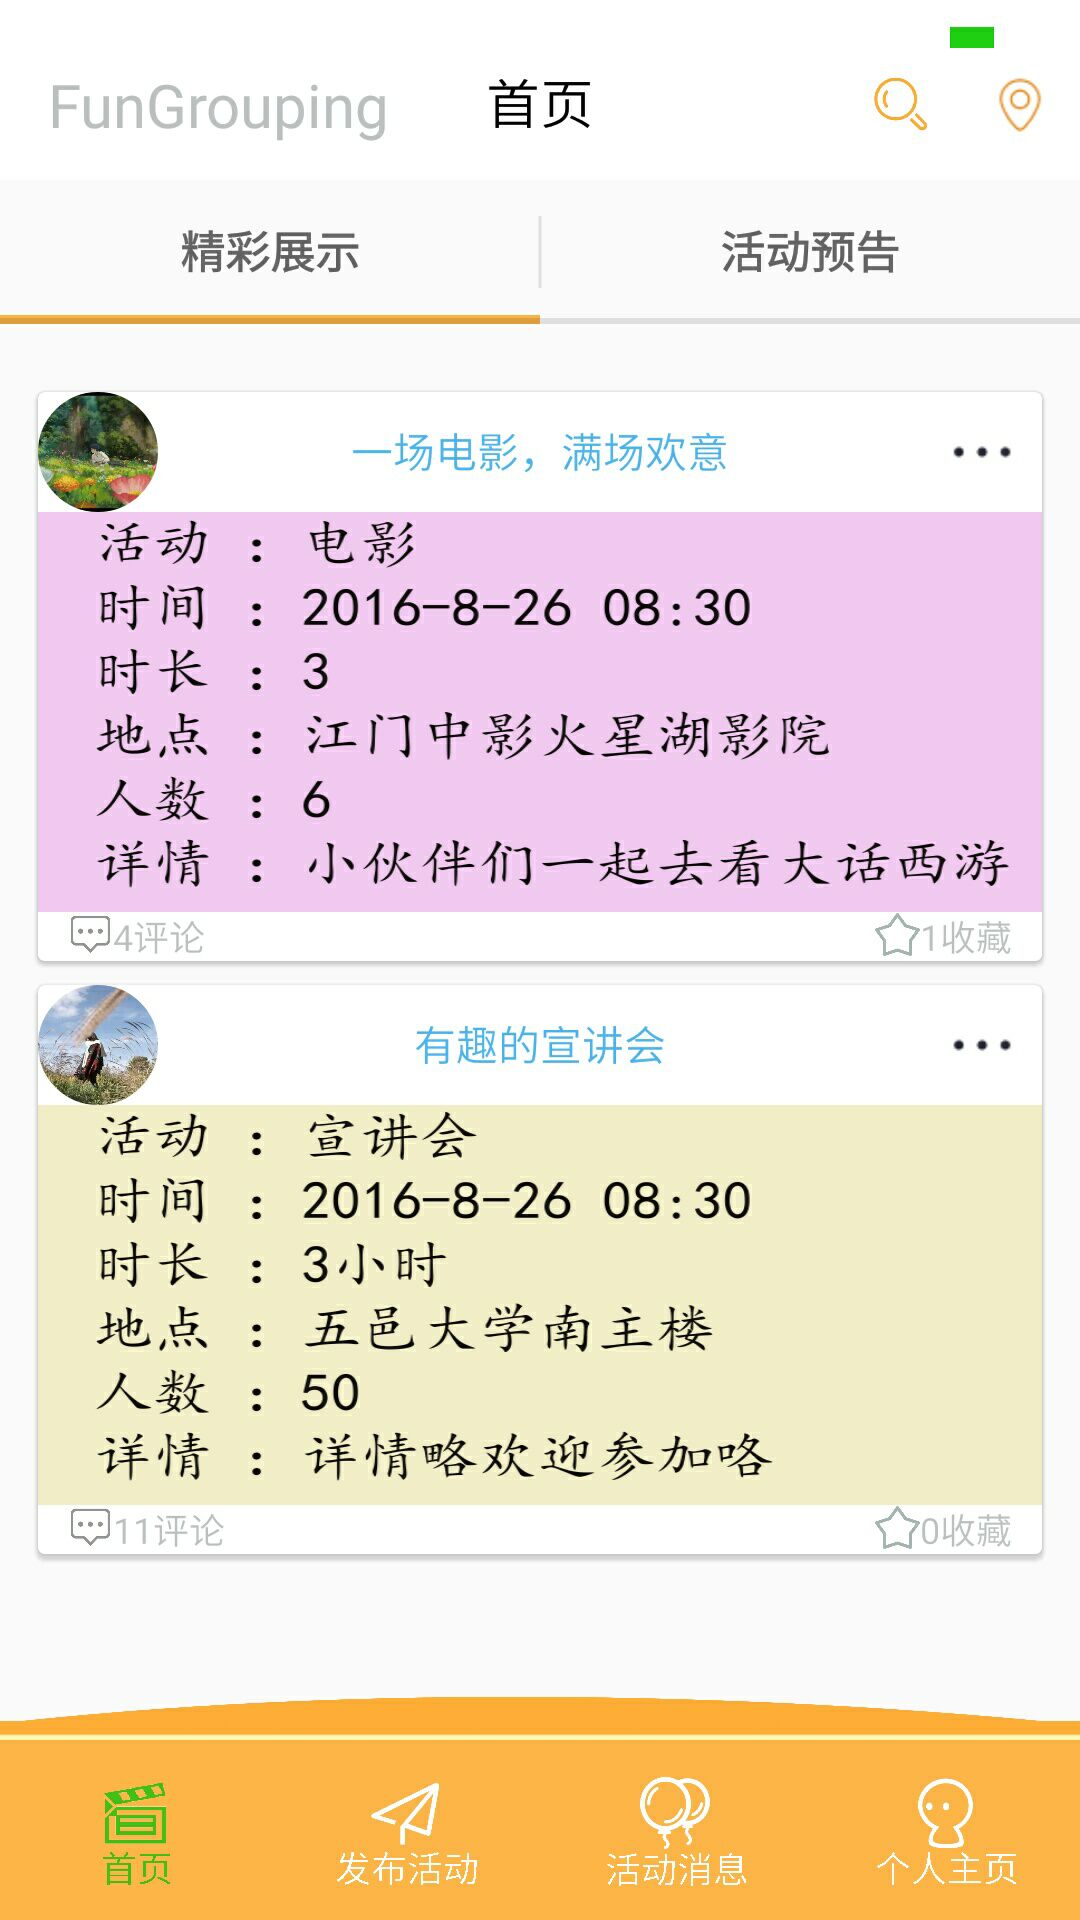 FunGrouping 首页
精彩展示 活动预告
一场电影，满场欢意
活动 : 电影
时间 : 2016-8-26 08:30
时长 : 3
地点 : 江门中影火星湖影院
人数 : 6
详情 : 小伙伴们一起去看大话西游
4评论 1收藏
有趣的宣讲会
活动 : 宣讲会
时间 : 2016-8-26 08:30
时长 : 3小时
地点 : 五邑大学南主楼
人数 : 50
详情 : 详情略欢迎参加咯
11评论 0收藏
首页 发布活动 活动消息 个人主页